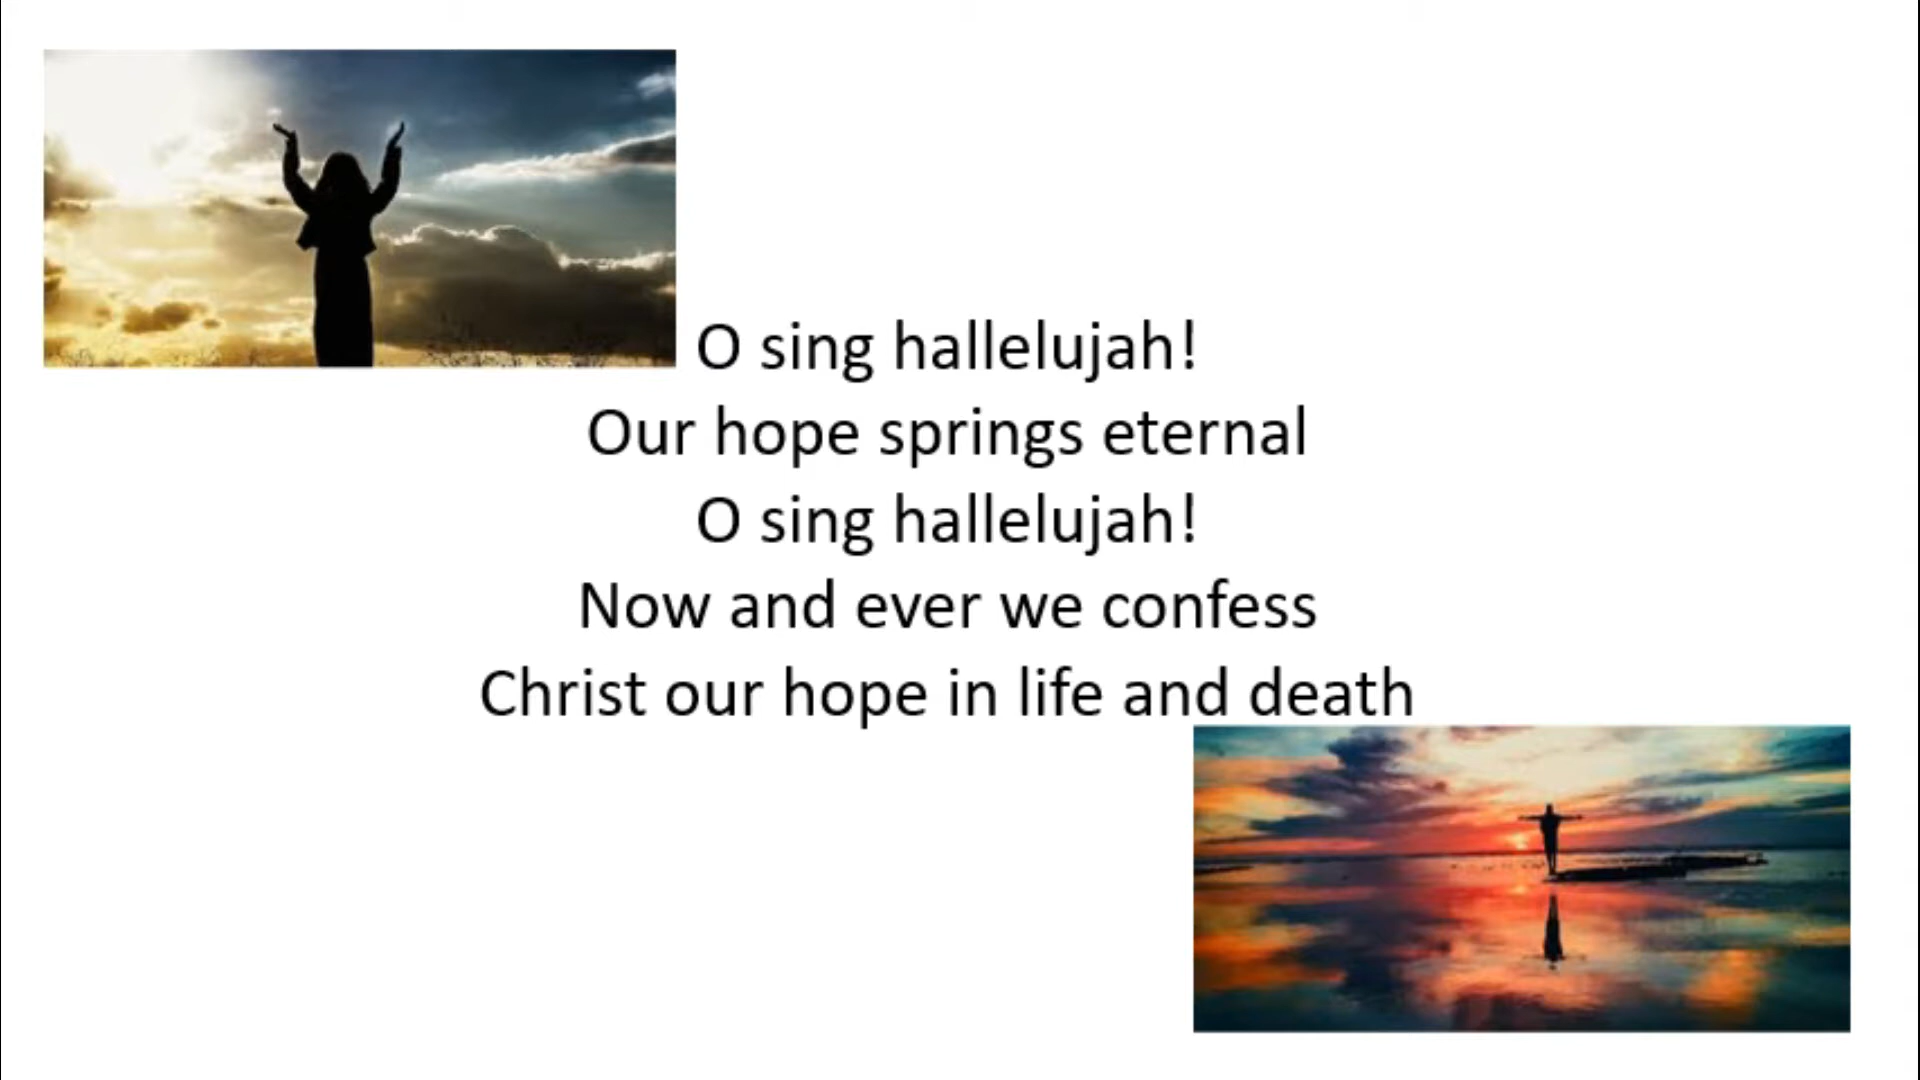 O sing hallelujah!
Our hope springs eternal
O sing hallelujah!
Now and ever we confess
Christ our hope in life and death